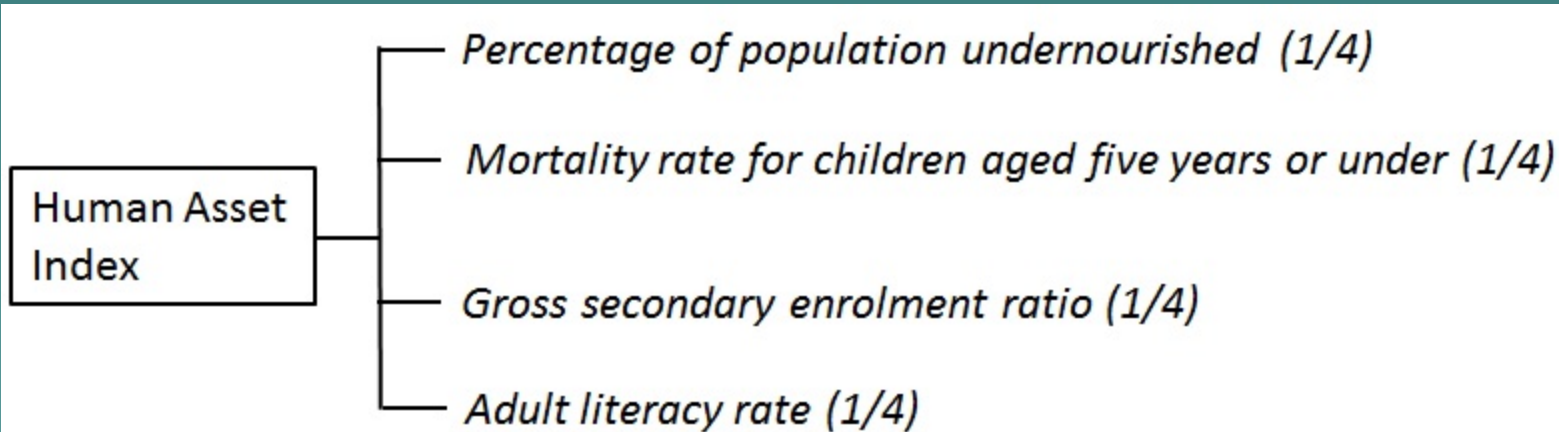 Percentage of population undernourished (1/4)
Mortality rate for children aged five years or under (1/4)
Human Asset
Index
Gross secondary enrolment ratio (1/4)
Adult literacy rate (1/4)